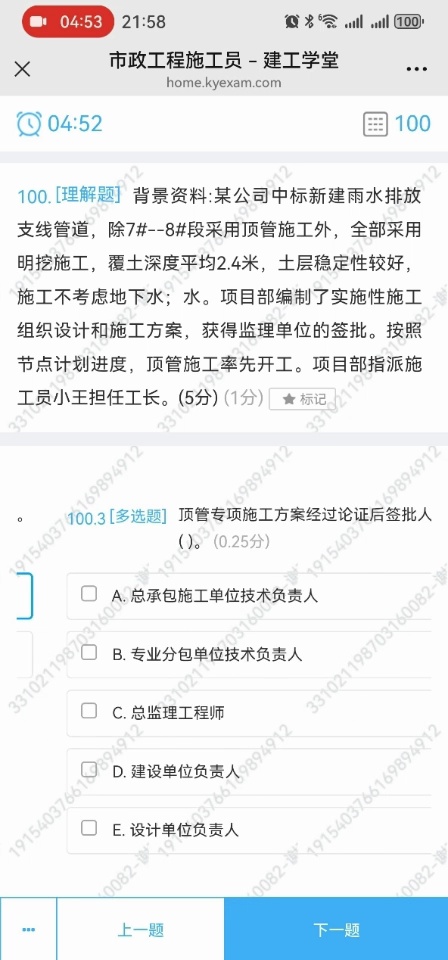 04:53 21:58 6 100
市政工程施工员 - 建工学堂
home.kyexam.com
04:52 100
100. [理解题] 背景资料:某公司中标新建雨水排放
支线管道，除7#--8#段采用顶管施工外，全部采用
明挖施工，覆土深度平均2.4米，土层稳定性较好，
施工不考虑地下水；水。项目部编制了实施性施工
组织设计和施工方案，获得监理单位的签批。按照
节点计划进度，顶管施工率先开工。项目部指派施
工员小王担任工长。(5分) (1分) ★ 标记
。
100.3 [多选题] 顶管专项施工方案经过论证后签批人
( )。 (0.25分)
A. 总承包施工单位技术负责人
B. 专业分包单位技术负责人
C. 总监理工程师
D. 建设单位负责人
E. 设计单位负责人
... 上一题 下一题